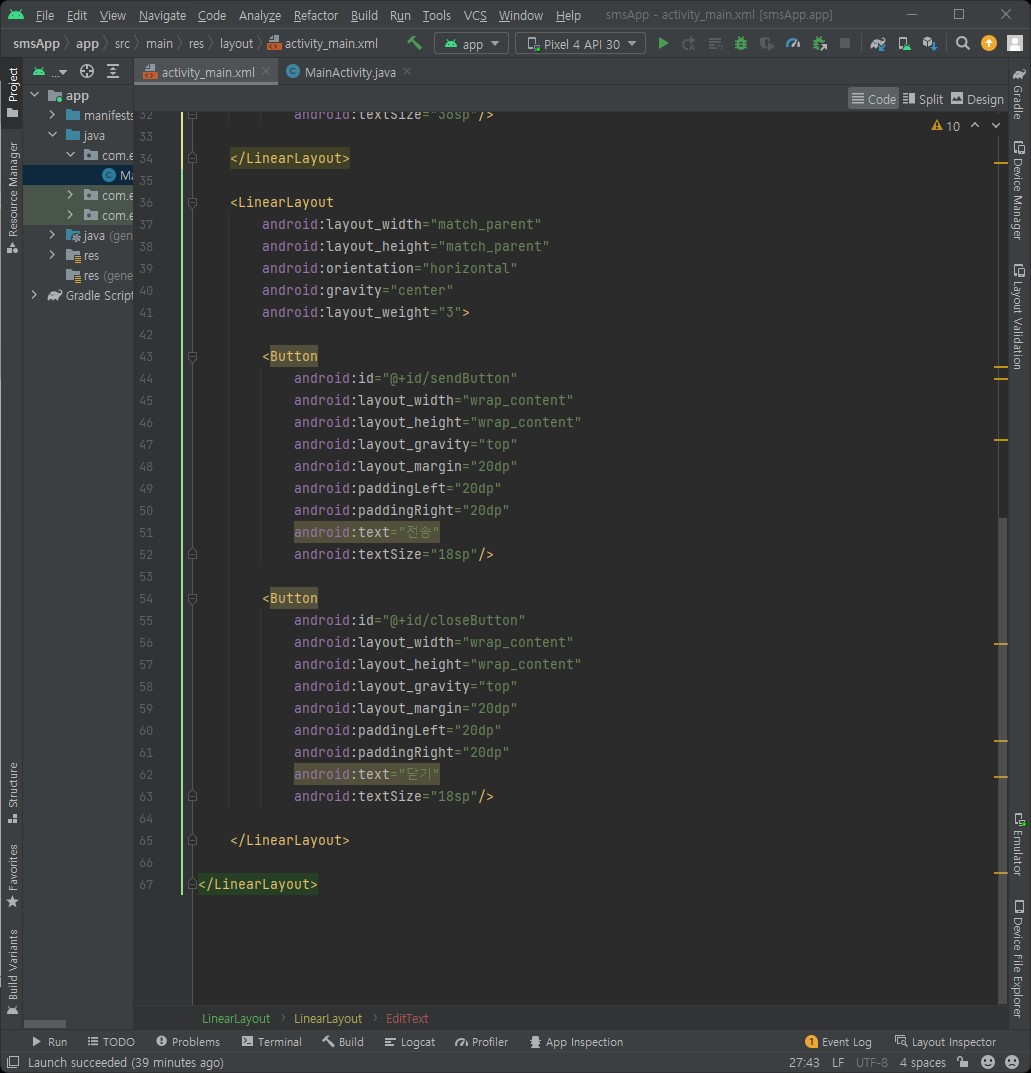 File Edit View Navigate Code Analyze Refactor Build Run Tools VCS Window Help smsApp - activity_main.xml [smsApp.app]
smsApp app src main res layout activity_main.xml app Pixel 4 API 30
Project
...
activity_main.xml MainActivity.java
Code Split Design
app
manifests
java
com.e
Ma
com.e
com.e
java (gen
res
res (gene
Gradle Script
Resource Manager
Structure
Favorites
Build Variants
10
32 android:textSize="38sp"/>
33
34 </LinearLayout>
35
36 <LinearLayout
37 android:layout_width="match_parent"
38 android:layout_height="match_parent"
39 android:orientation="horizontal"
40 android:gravity="center"
41 android:layout_weight="3">
42
43 <Button
44 android:id="@+id/sendButton"
45 android:layout_width="wrap_content"
46 android:layout_height="wrap_content"
47 android:layout_gravity="top"
48 android:layout_margin="20dp"
49 android:paddingLeft="20dp"
50 android:paddingRight="20dp"
51 android:text="전송"
52 android:textSize="18sp"/>
53
54 <Button
55 android:id="@+id/closeButton"
56 android:layout_width="wrap_content"
57 android:layout_height="wrap_content"
58 android:layout_gravity="top"
59 android:layout_margin="20dp"
60 android:paddingLeft="20dp"
61 android:paddingRight="20dp"
62 android:text="닫기"
63 android:textSize="18sp"/>
64
65 </LinearLayout>
66
67 </LinearLayout>
Gradle
Device Manager
Layout Validation
Emulator
Device File Explorer
LinearLayout LinearLayout EditText
Run TODO Problems Terminal Build Logcat Profiler App Inspection 1 Event Log Layout Inspector
Launch succeeded (39 minutes ago) 27:43 LF UTF-8 4 spaces